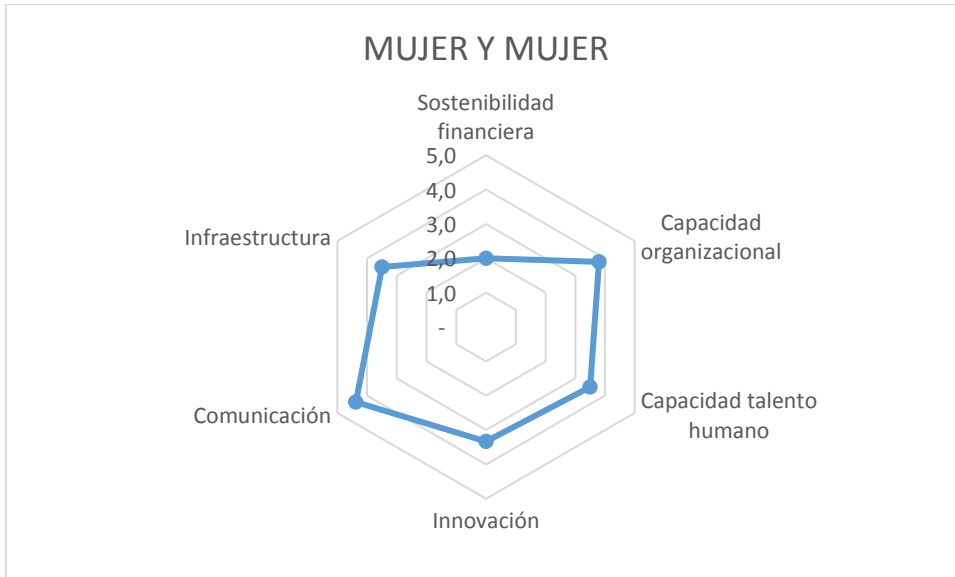 MUJER Y MUJER
Sostenibilidad
financiera
5,0
4,0
3,0
2,0
1,0
-
Capacidad
organizacional
Capacidad talento
humano
Innovación
Comunicación
Infraestructura